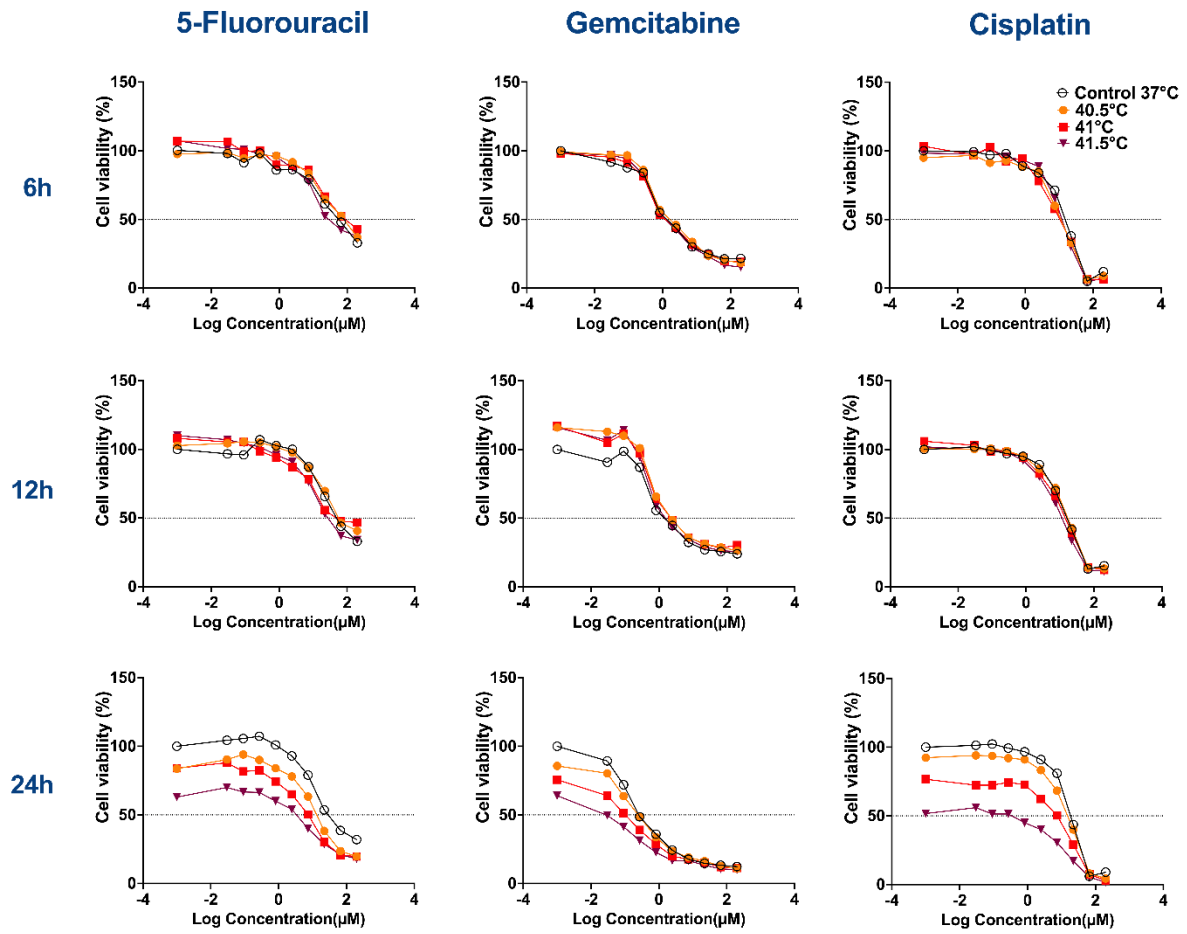 5-Fluorouracil
Gemcitabine
Cisplatin
6h
Cell viability (%)
150
100
50
0
-4
-2
0
2
4
Log Concentration(µM)
Cell viability (%)
150
100
50
0
-4
-2
0
2
4
Log Concentration(µM)
Cell viability (%)
150
100
50
0
-4
-2
0
2
4
Log concentration(µM)
Control 37°C
40.5°C
41°C
41.5°C
12h
Cell viability (%)
150
100
50
0
-4
-2
0
2
4
Log Concentration(µM)
Cell viability (%)
150
100
50
0
-4
-2
0
2
4
Log Concentration(µM)
Cell viability (%)
150
100
50
0
-4
-2
0
2
4
Log Concentration(µM)
24h
Cell viability (%)
150
100
50
0
-4
-2
0
2
4
Log Concentration(µM)
Cell viability (%)
150
100
50
0
-4
-2
0
2
4
Log Concentration(µM)
Cell viability (%)
150
100
50
0
-4
-2
0
2
4
Log Concentration(µM)